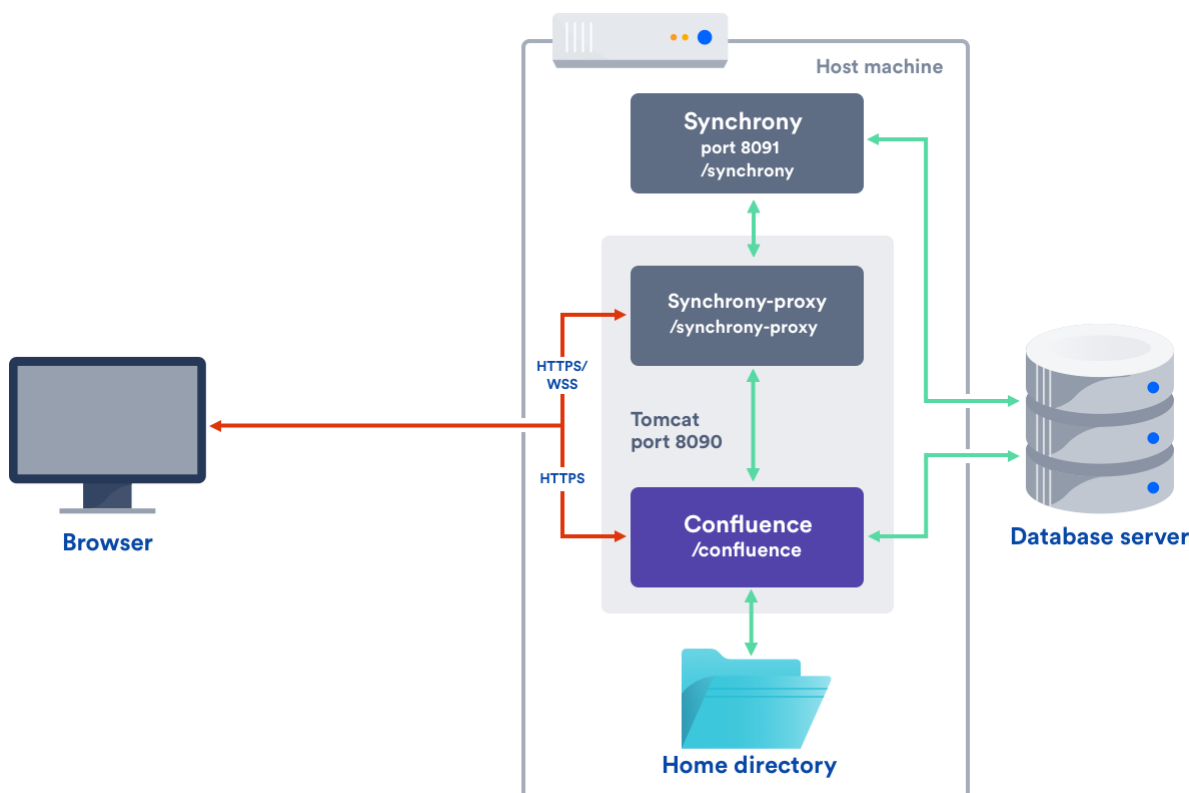 Host machine
Synchrony
port 8091
/synchrony
Synchrony-proxy
/synchrony-proxy
HTTPS/
WSS
Tomcat
port 8090
HTTPS
Confluence
/confluence
Browser
Database server
Home directory